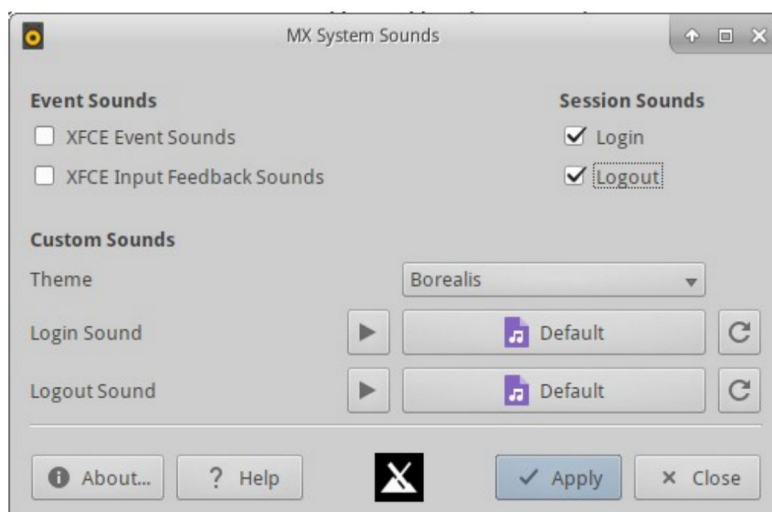 MX System Sounds
Event Sounds
Session Sounds
XFCE Event Sounds
Login
XFCE Input Feedback Sounds
Logout
Custom Sounds
Theme
Borealis
Login Sound
Default
Logout Sound
Default
About...
? Help
Apply
Close